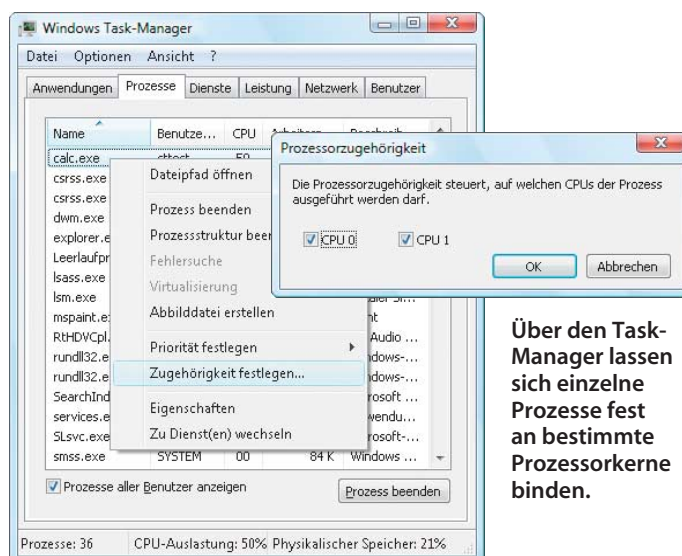 Windows Task-Manager
Datei Optionen Ansicht ?
Anwendungen Prozesse Dienste Leistung Netzwerk Benutzer
Name Benutze... CPU
calc.exe 50
csrss.exe
csrss.exe
dwm.exe
explorer.e
Leerlaufpr
lsass.exe
lsm.exe
mspaint.e
RtHDVCpl. Audio ...
rundll32.e ndows-...
rundll32.e ndows-...
SearchInd rosoft ...
services.e wendu...
SLsvc.exe rosoft-...
smss.exe SYSTEM 00 84 K Windows ...
Dateipfad öffnen
Prozess beenden
Prozessstruktur beer
Fehlersuche
Virtualisierung
Abbilddatei erstellen
Priorität festlegen
Zugehörigkeit festlegen...
Eigenschaften
Zu Dienst(en) wechseln
Prozessorzugehörigkeit
Die Prozessorzugehörigkeit steuert, auf welchen CPUs der Prozess
ausgeführt werden darf.
CPU 0 CPU 1
OK Abbrechen
Prozesse aller Benutzer anzeigen Prozess beenden
Prozesse: 36 CPU-Auslastung: 50% Physikalischer Speicher: 21%
Über den Task-
Manager lassen
sich einzelne
Prozesse fest
an bestimmte
Prozessorkerne
binden.